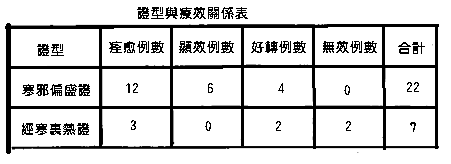 證型與療效關係表
證型 痊愈例數 顯效例數 好轉例數 無效例數 合計
寒邪偏盛證 12 6 4 0 22
經寒裏熱證 3 0 2 2 7